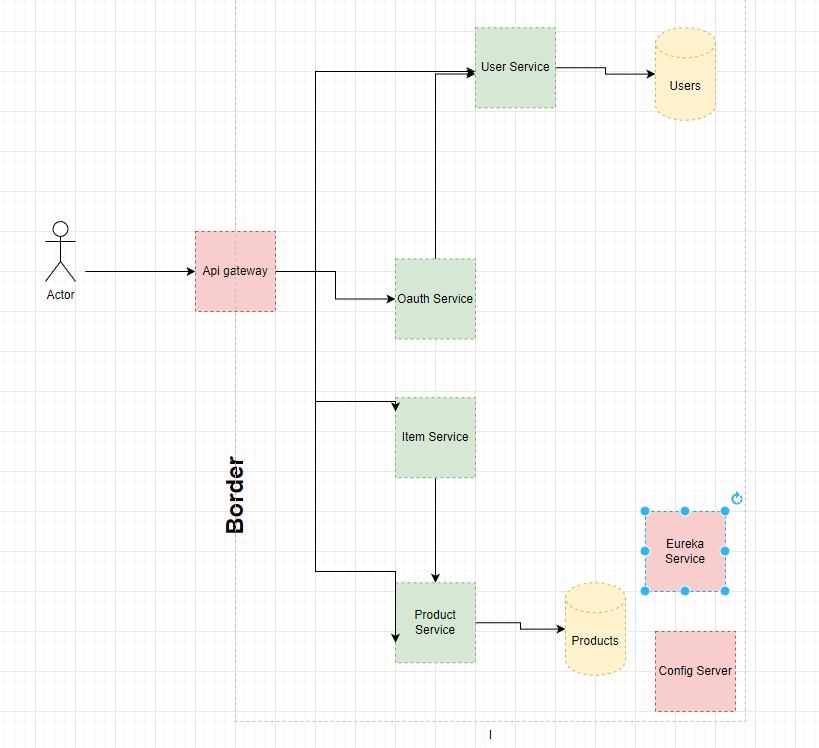 User Service
Users
Api gateway
Actor
Oauth Service
Item Service
Border
Eureka
Service
Product
Service
Products
Config Server